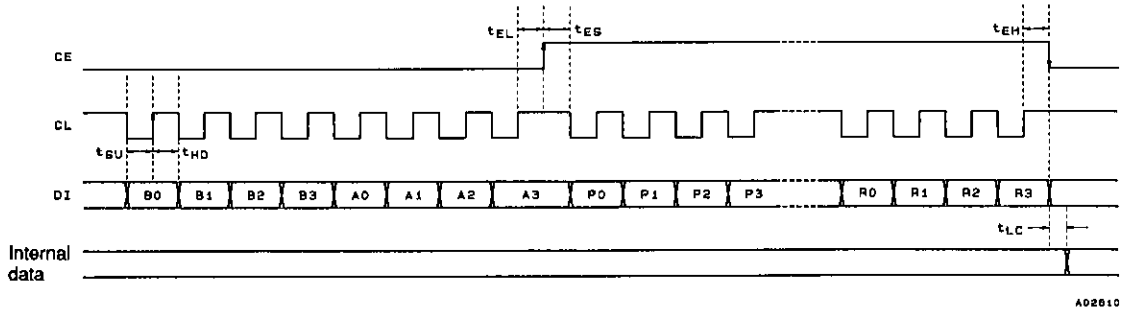 tEL tES tEH
CE
CL
tSU tHD
DI B0 B1 B2 B3 A0 A1 A2 A3 P0 P1 P2 P3 R0 R1 R2 R3
tLC
Internal
data
A02610